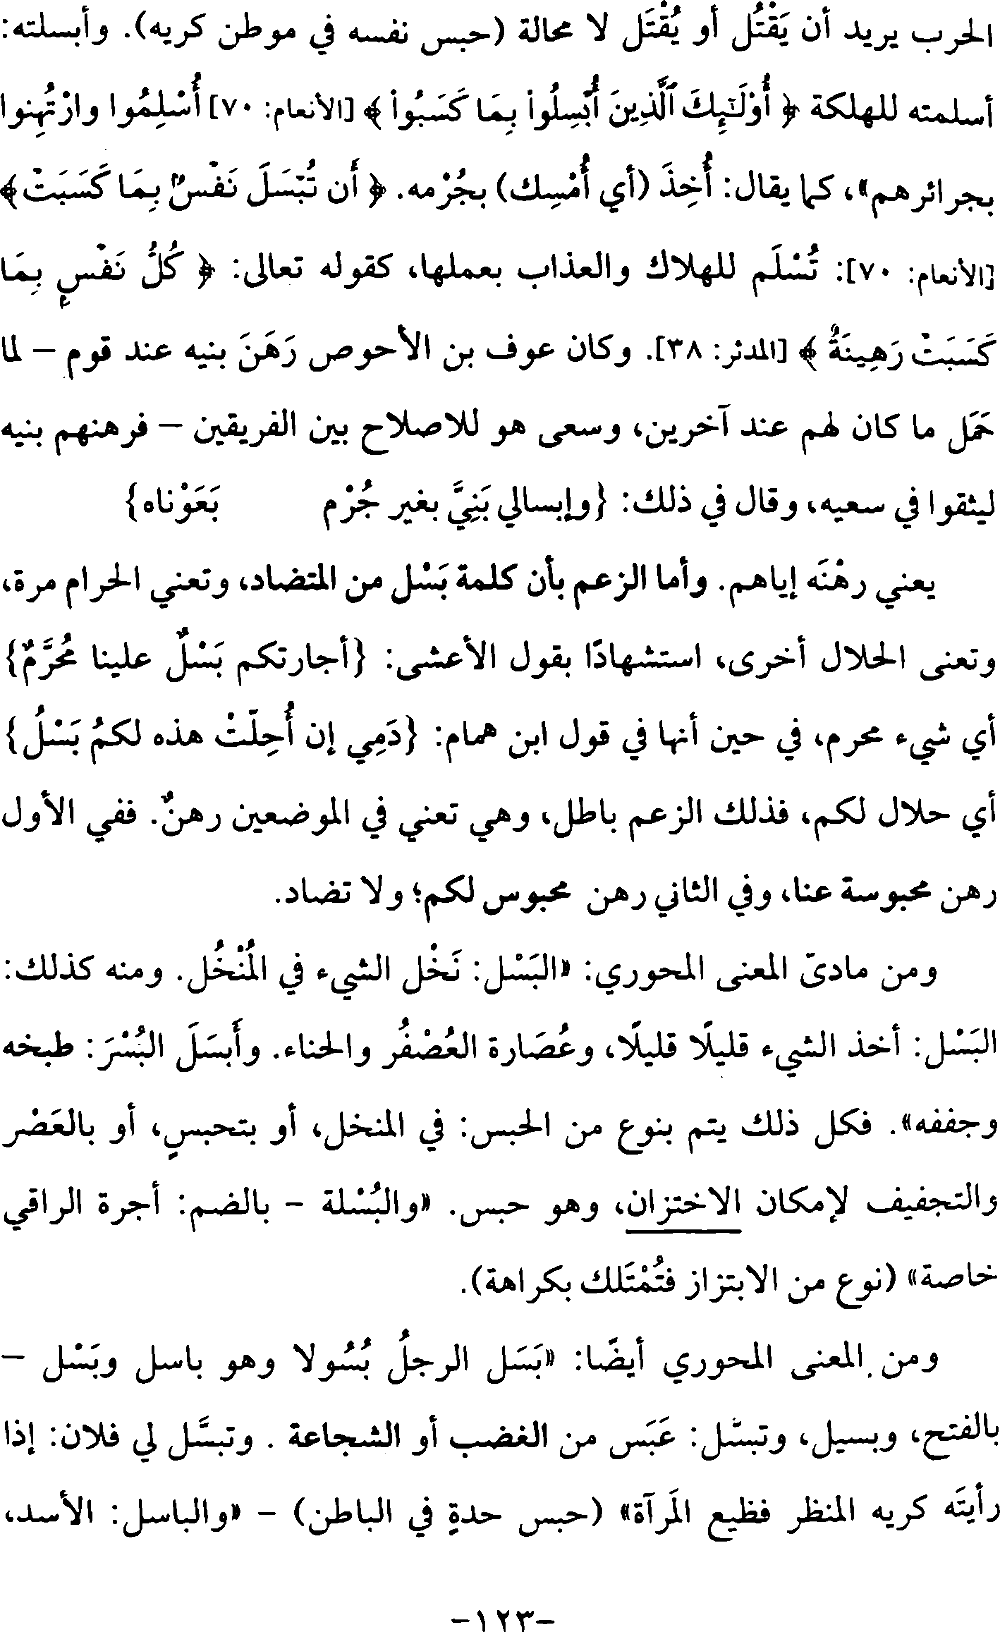 الحرب يريد أن يَقْتُل أو يُقْتَل لا محالة (حبس نفسه في موطن كريه). وأبسلته:
أسلمته للهلكة ﴿ أُوْلَٰٓئِكَ ٱلَّذِينَ أُبْسِلُوا۟ بِمَا كَسَبُوا۟ ﴾ [الأنعام: ٧٠] أُسْلِمُوا وارْتُهِنوا
بجرائرهم»، كما يقال: أُخِذَ (أي أُمْسِك) بجُرْمه. ﴿ أَن تُبْسَلَ نَفْسٌۢ بِمَا كَسَبَتْ ﴾
[الأنعام: ٧٠]: تُسْلَم للهلاك والعذاب بعملها، كقوله تعالى: ﴿ كُلُّ نَفْسٍۭ بِمَا
كَسَبَتْ رَهِينَةٌ ﴾ [المدثر: ٣٨]. وكان عوف بن الأحوص رَهَنَ بنيه عند قوم – لما
حَمَل ما كان لهم عند آخرين، وسعى هو للاصلاح بين الفريقين – فرهنهم بنيه
ليثقوا في سعيه، وقال في ذلك: {وإبسالي بَنِيَّ بغير جُرْم بَعَوْناه}
يعني رهْنَه إياهم. وأما الزعم بأن كلمة بَسْل من المتضاد، وتعني الحرام مرة،
وتعنى الحلال أخرى، استشهادًا بقول الأعشى: {أجارتكم بَسْلٌ علينا مُحَرَّمٌ}
أي شيء محرم، في حين أنها في قول ابن همام: {دَمِي إن أُحِلّتْ هذه لكمُ بَسْلُ}
أي حلال لكم، فذلك الزعم باطل، وهي تعني في الموضعين رهنٌ. ففي الأول
رهن محبوسة عنا، وفي الثاني رهن محبوس لكم؛ ولا تضاد.
ومن مادىّ المعنى المحوري: «البَسْل: نَخْل الشيء في المُنْخُل. ومنه كذلك:
البَسْل: أخذ الشيء قليلًا قليلًا، وعُصَارة العُصْفُر والحناء. وأَبسَلَ البُسْرَ: طبخه
وجففه». فكل ذلك يتم بنوع من الحبس: في المنخل، أو بتحبسٍ، أو بالعَصْر
والتجفيف لإمكان الاختزان، وهو حبس. «والبُسْلة – بالضم: أجرة الراقي
خاصة» (نوع من الابتزاز فتُمْتَلك بكراهة).
ومن المعنى المحوري أيضًا: «بَسَل الرجلُ بُسُولا وهو باسل وبَسْل –
بالفتح، وبسيل، وتبسّل: عَبَس من الغضب أو الشجاعة . وتبسَّل لي فلان: إذا
رأيتَه كريه المنظر فظيع المَرآة» (حبس حدةٍ في الباطن) – «والباسل: الأسد،
-١٢٣-